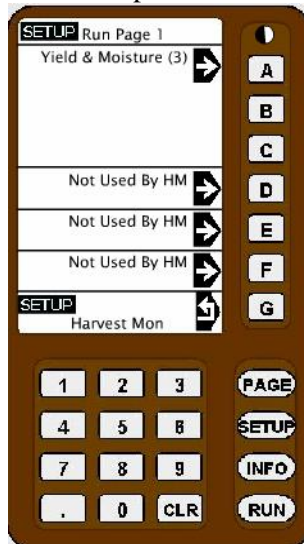 SETUP Run Page 1
Yield & Moisture (3)
A
B
C
Not Used By HM
D
Not Used By HM
E
Not Used By HM
F
SETUP
Harvest Mon
G
1 2 3 PAGE
4 5 6 SETUP
7 8 9 INFO
. 0 CLR RUN